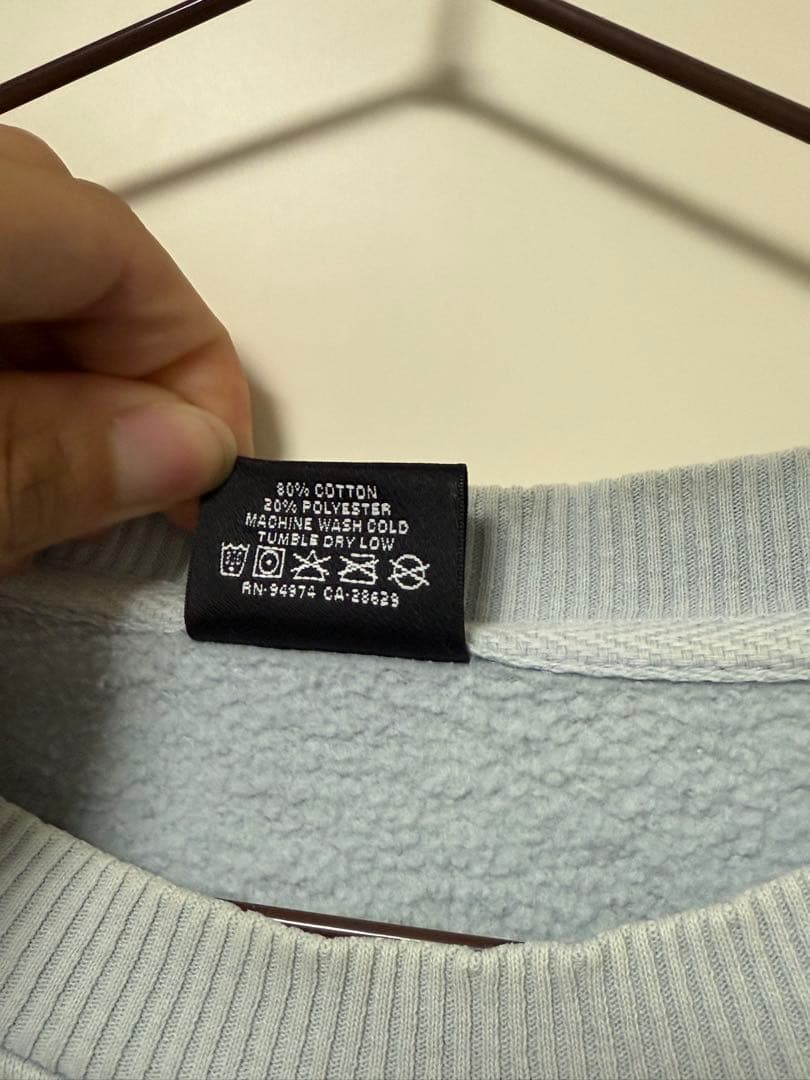 80% COTTON
20% POLYESTER
MACHINE WASH COLD
TUMBLE DRY LOW
RN-94974 CA-28629